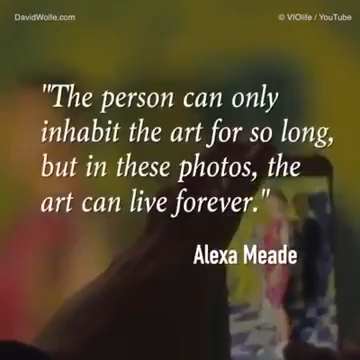 DavidWolfe.com
© VIOlife / YouTube
"The person can only
inhabit the art for so long,
but in these photos, the
art can live forever."
Alexa Meade